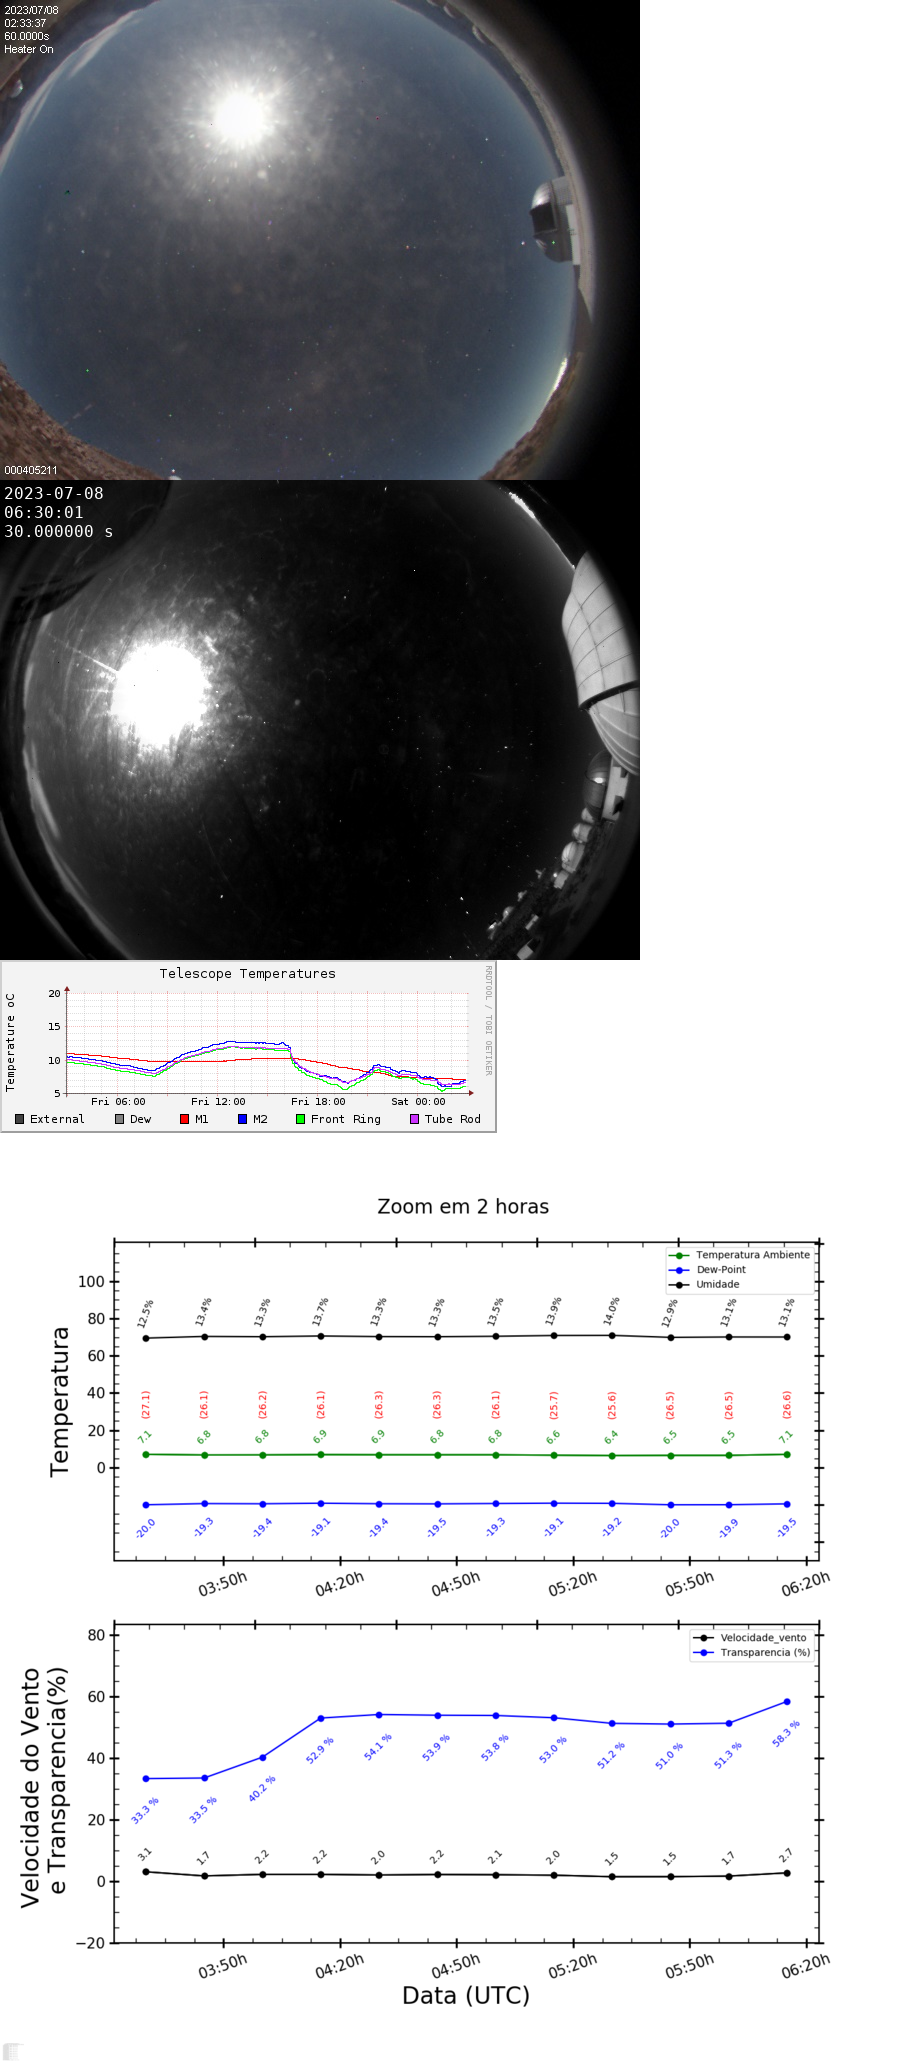 2023/07/08
02:33:37
60.0000s
Heater On
000405211
2023-07-08
06:30:01
30.000000 s
Telescope Temperatures
RRDTOOL / TOBI OETIKER
Temperature oC
20
15
10
5
Fri 06:00 Fri 12:00 Fri 18:00 Sat 00:00
External Dew M1 M2 Front Ring Tube Rod
Zoom em 2 horas
Temperatura
Temperatura Ambiente
Dew-Point
Umidade
100
80
60
40
20
0
12.5% 13.4% 13.3% 13.7% 13.3% 13.3% 13.5% 13.9% 14.0% 12.9% 13.1% 13.1%
(27.1) (26.1) (26.2) (26.1) (26.3) (26.3) (26.1) (25.7) (25.6) (26.5) (26.5) (26.6)
7.1 6.8 6.8 6.9 6.9 6.8 6.8 6.6 6.4 6.5 6.5 7.1
-20.0 -19.3 -19.4 -19.1 -19.4 -19.5 -19.3 -19.1 -19.2 -20.0 -19.9 -19.5
03:50h 04:20h 04:50h 05:20h 05:50h 06:20h
Velocidade do Vento
e Transparencia(%)
Velocidade_vento
Transparencia (%)
80
60
40
20
0
−20
33.3 % 33.5 % 40.2 % 52.9 % 54.1 % 53.9 % 53.8 % 53.0 % 51.2 % 51.0 % 51.3 % 58.3 %
3.1 1.7 2.2 2.2 2.0 2.2 2.1 2.0 1.5 1.5 1.7 2.7
03:50h 04:20h 04:50h 05:20h 05:50h 06:20h
Data (UTC)